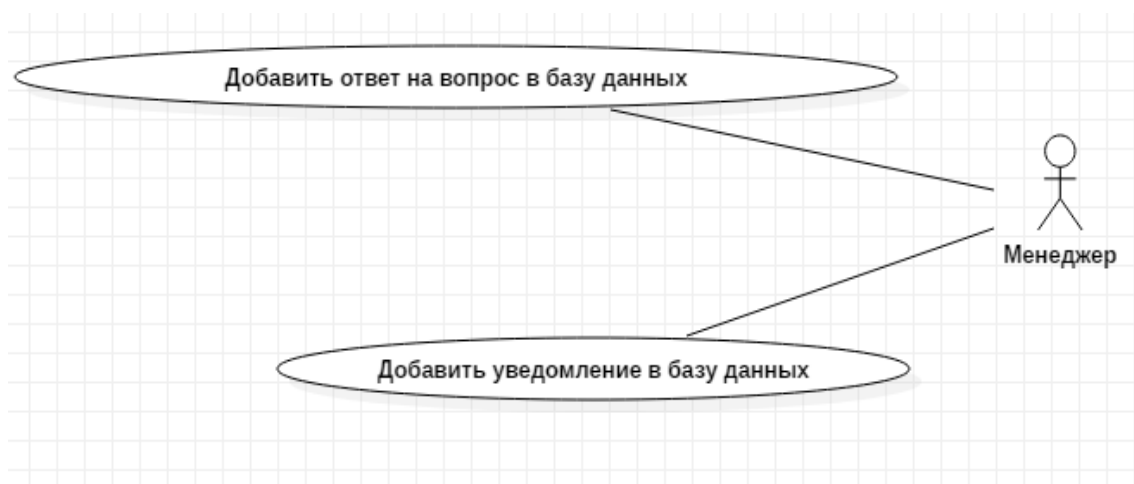 Добавить ответ на вопрос в базу данных
Менеджер
Добавить уведомление в базу данных